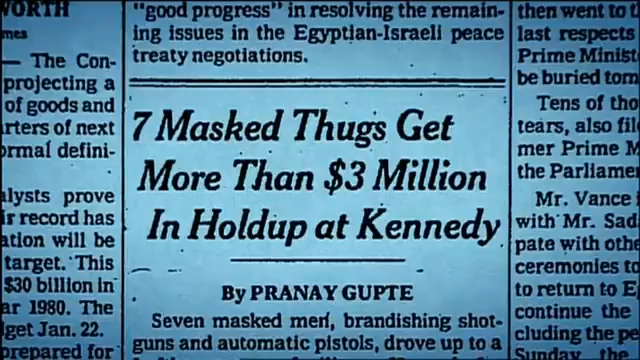 WORTH
mes
— The Con-
projecting a
of goods and
rters of next
ormal defini-
alysts prove
ir record has
ation will be
target. This
$30 billion in
ar 1980. The
get Jan. 22.
prepared for
"good progress" in resolving the remain-
ing issues in the Egyptian-Israeli peace
treaty negotiations.
7 Masked Thugs Get
More Than $3 Million
In Holdup at Kennedy
By PRANAY GUPTE
Seven masked men, brandishing shot-
guns and automatic pistols, drove up to a
then went to
last respects
Prime Minist
be buried tom
Tens of tho
tears, also fil
mer Prime M
the Parliamen
Mr. Vance
with Mr. Sad
pate with othe
ceremonies to
to return to E
continue the
cluding the pe
Sunday, the